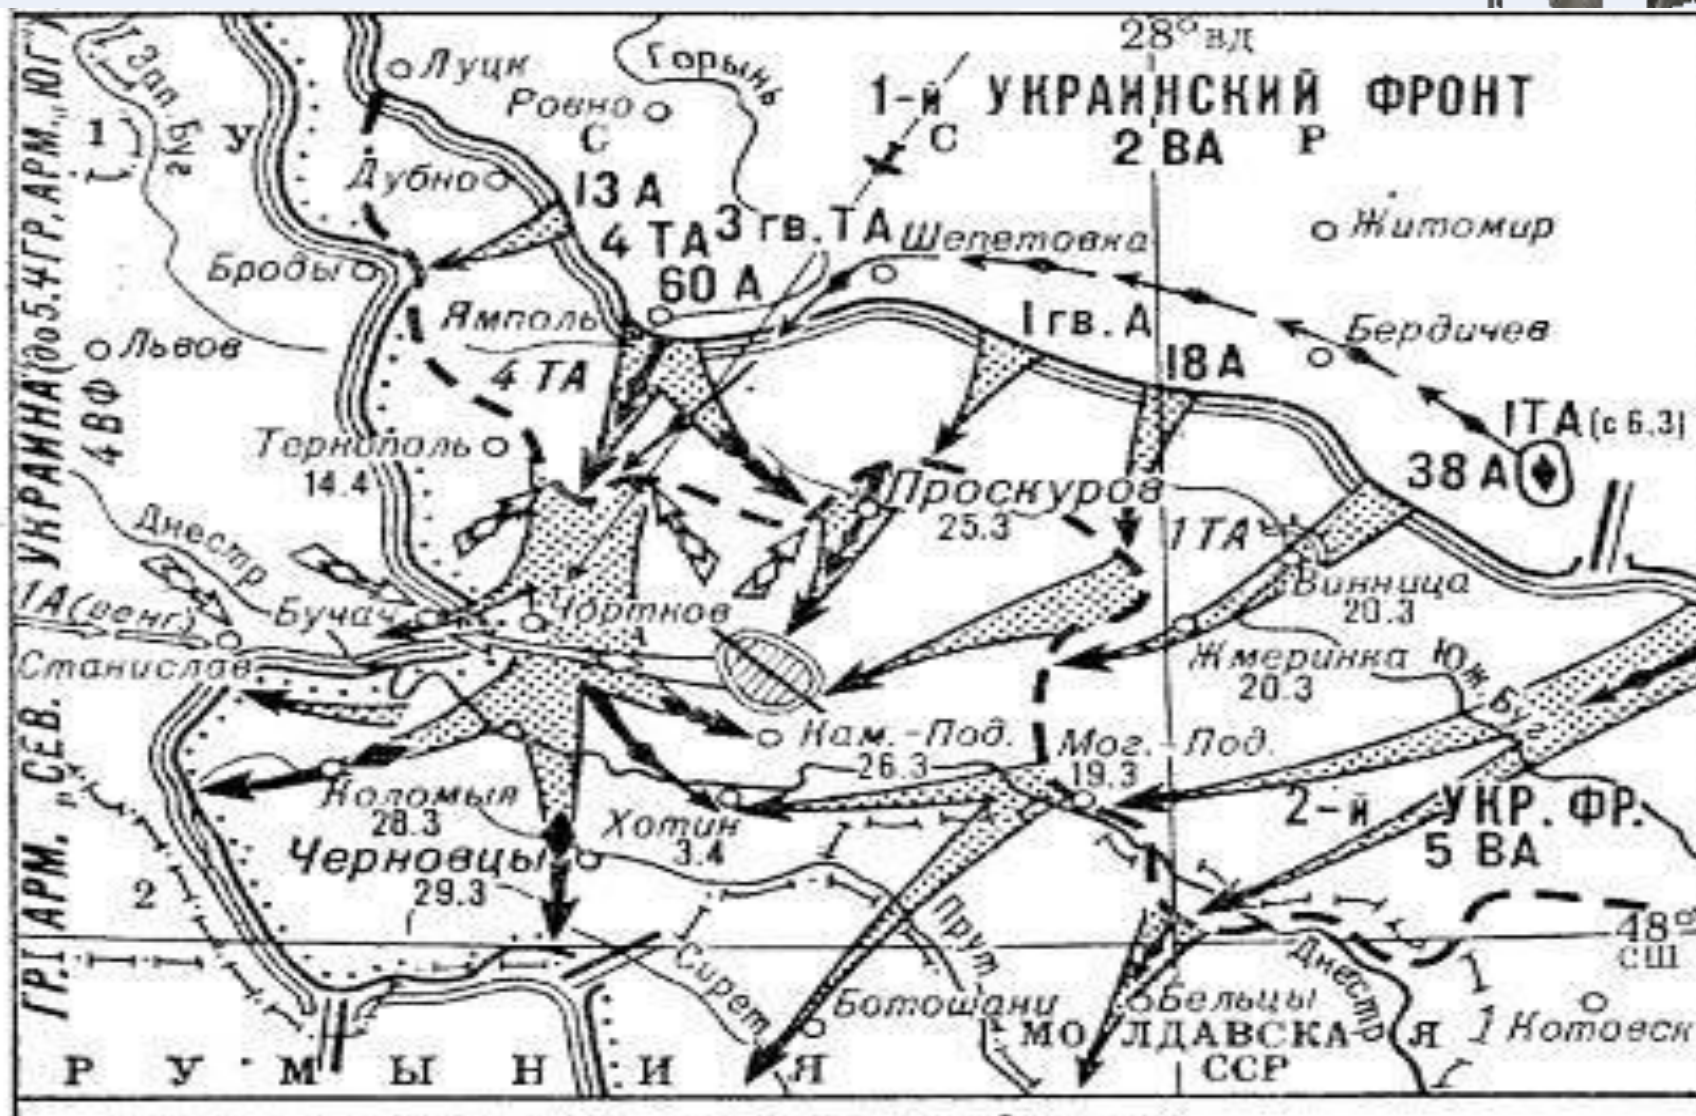 28° вд
Луцк
Горынь
Ровно
1-й УКРАИНСКИЙ ФРОНТ
2 ВА
У С С Р
Зап. Буг
1
Дубно
13 А
4 ТА
3 гв. ТА
60 А
Шепетовка
Житомир
Броды
Ямполь
1 гв. А
Бердичев
Львов
18 А
4 ТА
1 ТА (с 6.3)
38 А
Тернополь
14.4
Проскуров
25.3
1 ТА
Днестр
Винница
20.3
1 ТА (венг)
Бучач
Чортков
Станислав
Жмеринка
20.3
Юж. Буг
Кам.-Под.
26.3
Мог.-Под.
19.3
Коломыя
28.3
Хотин
3.4
2-й УКР. ФР.
5 ВА
Черновцы
29.3
2
48°
сш
Прут
Днестр
Сирет
Ботошани
Бельцы
МОЛДАВСКАЯ
ССР
1
Котовск
РУМЫНИЯ
ГР. АРМ. „СЕВ. УКРАИНА (до 5.4 ГР. АРМ. „ЮГ")
4 ВФ